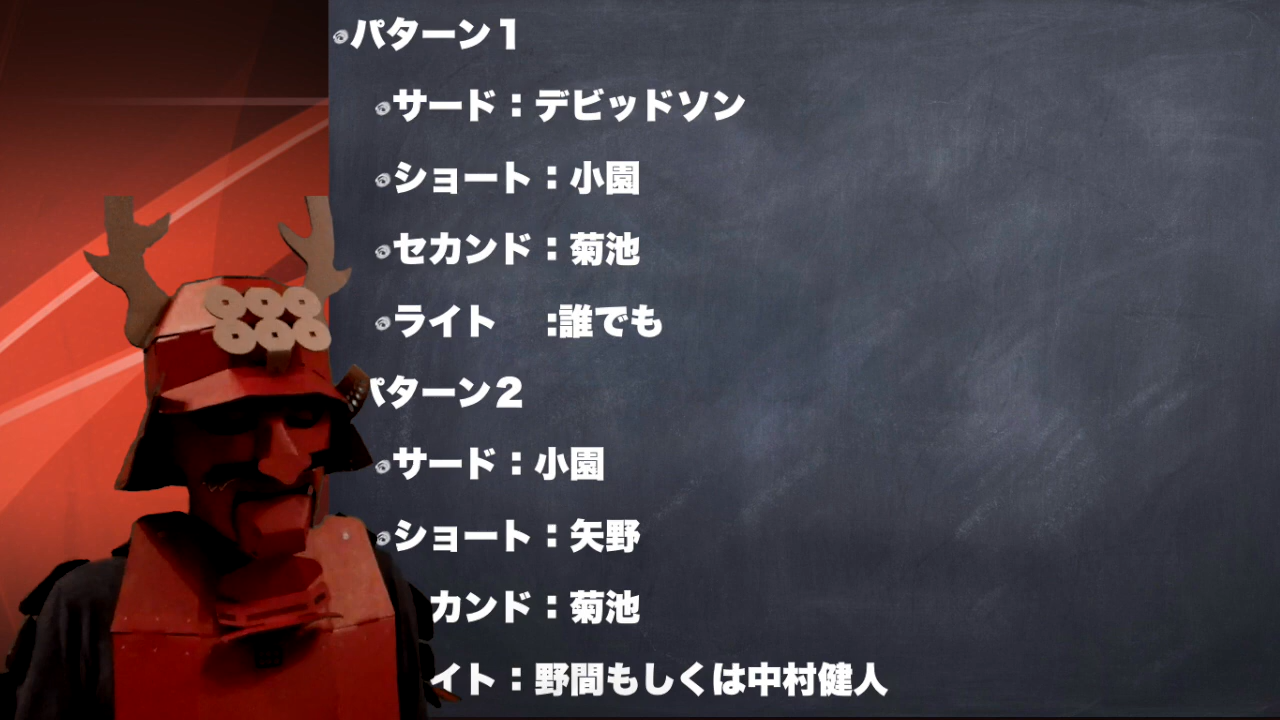 パターン1
サード：デビッドソン
ショート：小園
セカンド：菊池
ライト　:誰でも
パターン2
サード：小園
ショート：矢野
カンド：菊池
イト：野間もしくは中村健人